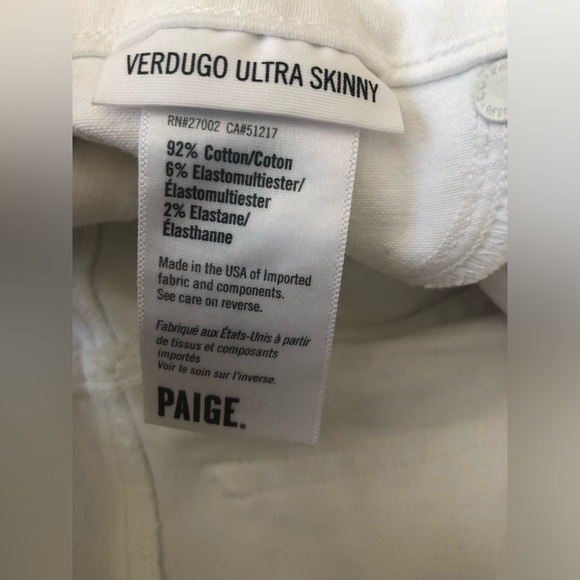 VERDUGO ULTRA SKINNY
RN#27002 CA#51217
92% Cotton/Coton
6% Elastomultiester/
Élastomultiester
2% Elastane/
Élasthanne
Made in the USA of Imported
fabric and components.
See care on reverse.
Fabriqué aux États-Unis à partir
de tissus et composants
importés
Voir le soin sur l'inverse.
PAIGE.